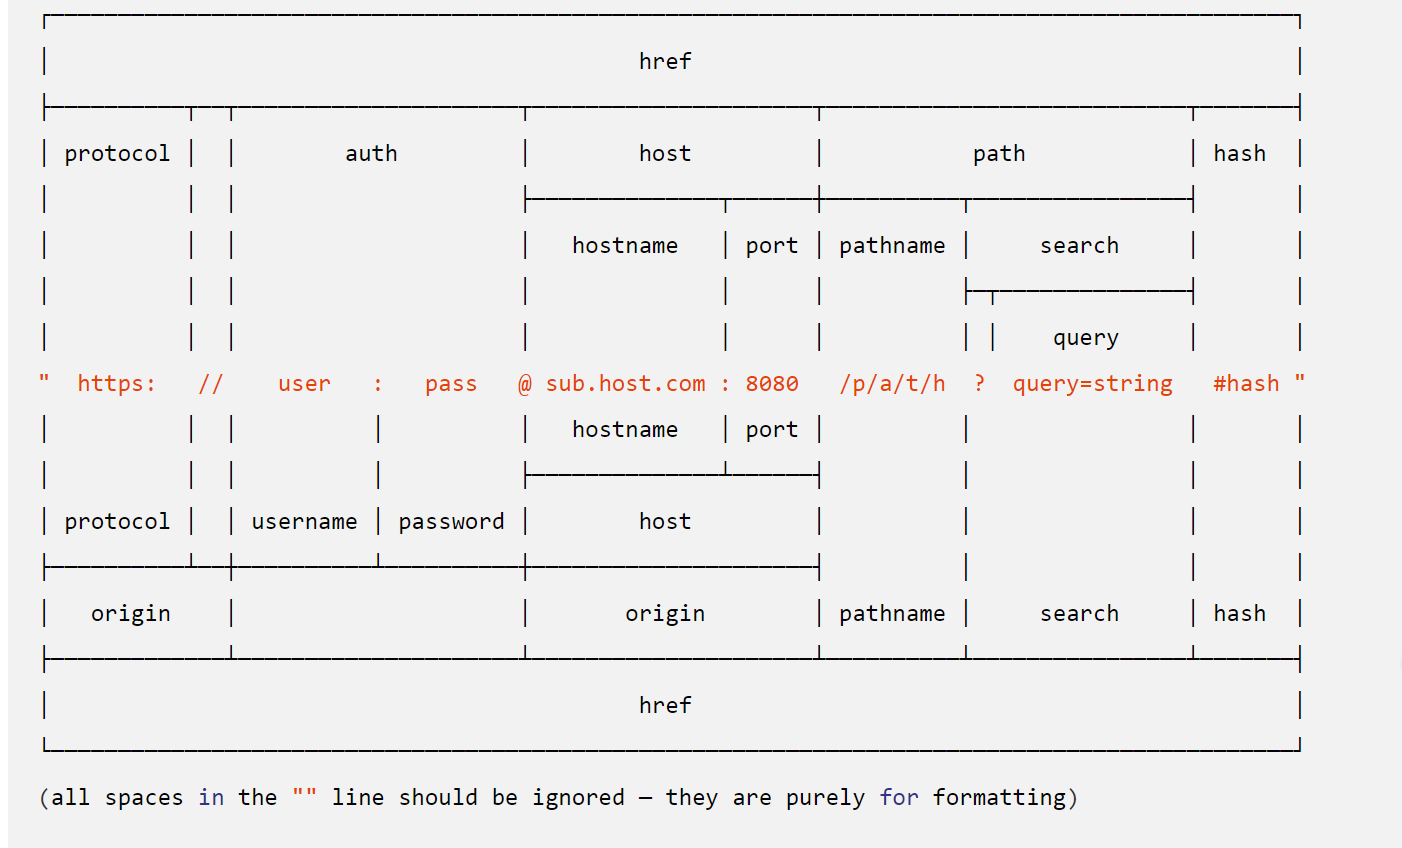 href
protocol auth host path hash
hostname port pathname search
query
" https: // user : pass @ sub.host.com : 8080 /p/a/t/h ? query=string #hash "
hostname port
protocol username password host
origin origin pathname search hash
href
(all spaces in the "" line should be ignored — they are purely for formatting)